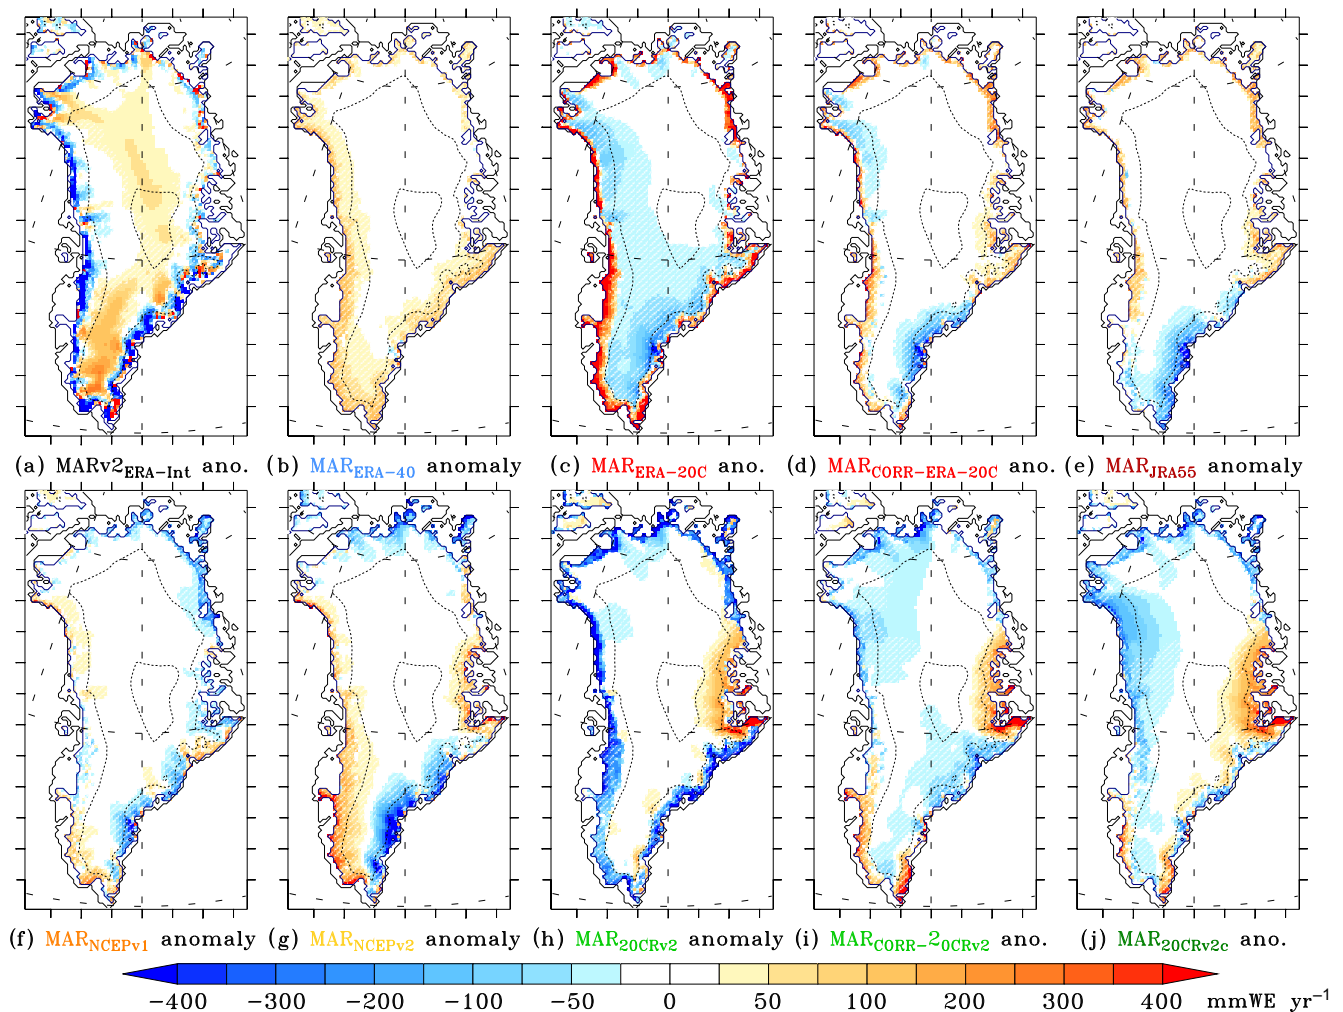 (a) MARv2ERA-Int ano. (b) MARERA-40 anomaly (c) MARERA-20C ano. (d) MARCORR-ERA-20C ano. (e) MARJRA55 anomaly
(f) MARNCEPv1 anomaly (g) MARNCEPv2 anomaly (h) MAR20CRv2 anomaly (i) MARCORR-20CRv2 ano. (j) MAR20CRv2c ano.
-400 -300 -200 -100 -50 0 50 100 200 300 400 mmWE yr-1